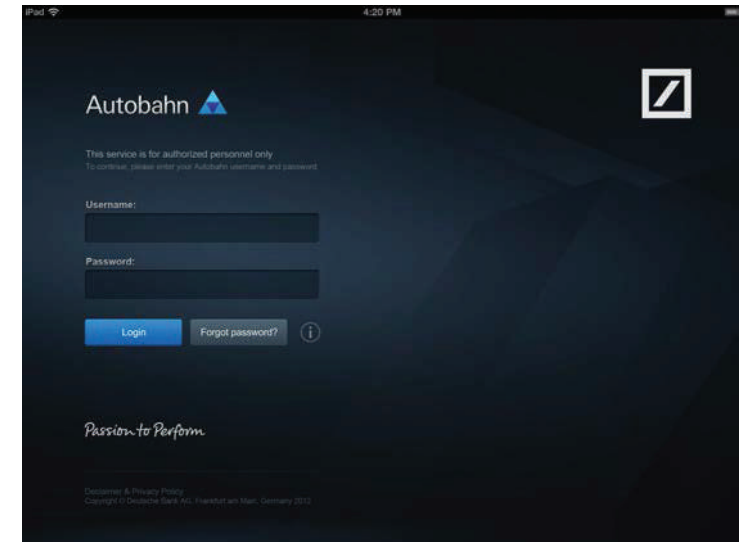 iPad 4:20 PM
Autobahn
This service is for authorized personnel only
To continue, please enter your Autobahn username and password.
Username:
Password:
Login Forgot password? i
Passion to Perform
Disclaimer & Privacy Policy
Copyright © Deutsche Bank AG, Frankfurt am Main, Germany 2012